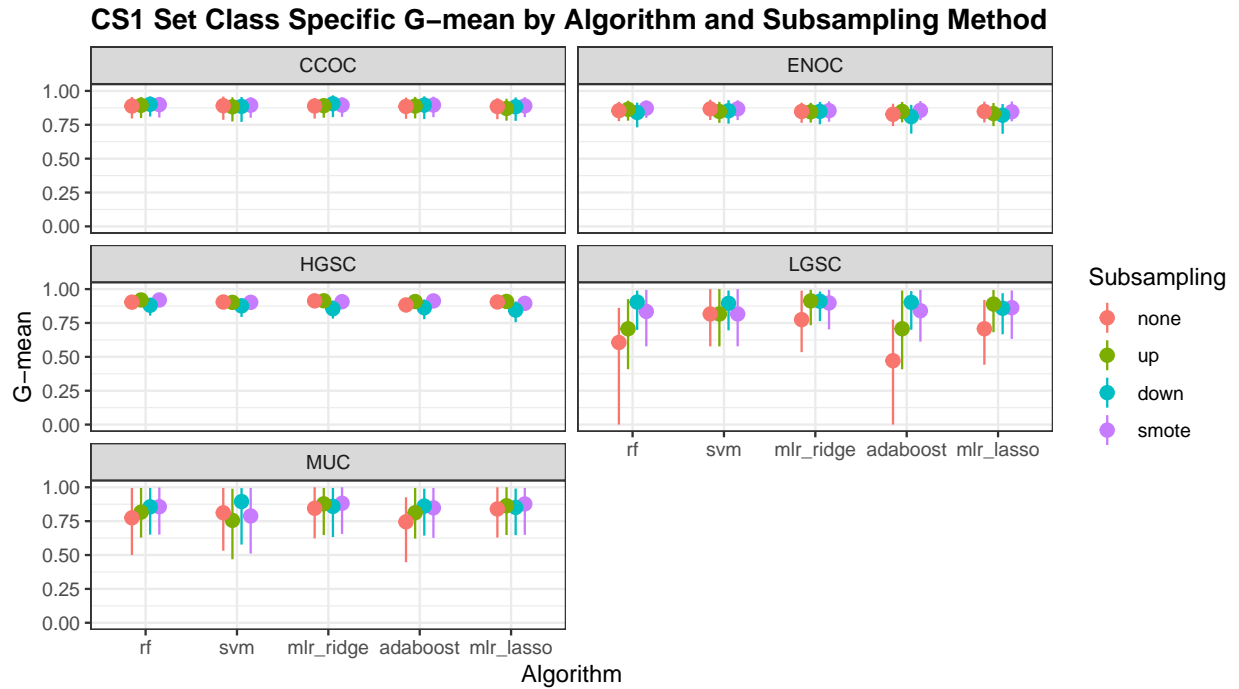 CS1 Set Class Specific G−mean by Algorithm and Subsampling Method
CCOC
ENOC
1.00
0.75
0.50
0.25
0.00
HGSC
LGSC
1.00
0.75
0.50
0.25
0.00
rf svm mlr_ridge adaboost mlr_lasso
MUC
1.00
0.75
0.50
0.25
0.00
rf svm mlr_ridge adaboost mlr_lasso
G−mean
Algorithm
Subsampling
none
up
down
smote